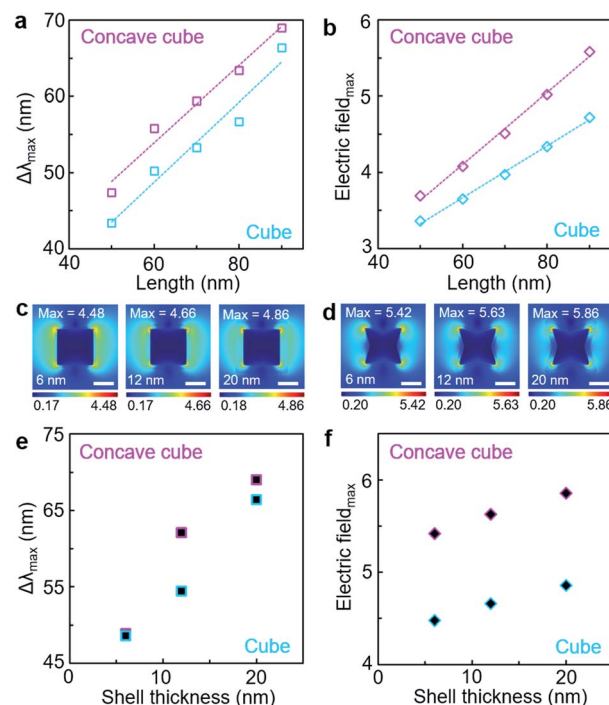 a
Concave cube
Cube
Δλmax (nm)
70
60
50
40
40 60 80 100
Length (nm)
b
Concave cube
Cube
Electric fieldmax
6
5
4
3
40 60 80 100
Length (nm)
c
Max = 4.48
6 nm
0.17 4.48
Max = 4.66
12 nm
0.17 4.66
Max = 4.86
20 nm
0.18 4.86
d
Max = 5.42
6 nm
0.20 5.42
Max = 5.63
12 nm
0.20 5.63
Max = 5.86
20 nm
0.20 5.86
e
Concave cube
Cube
Δλmax (nm)
75
65
55
45
0 10 20
Shell thickness (nm)
f
Concave cube
Cube
Electric fieldmax
6
5
4
0 10 20
Shell thickness (nm)